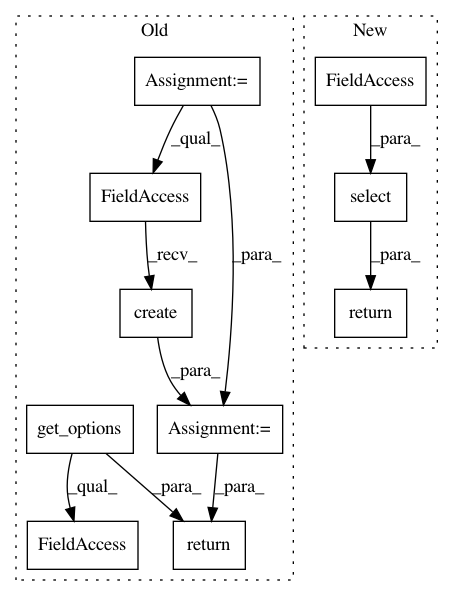 Old
New
Assignment:=
FieldAccess
_qual_
_para_
FieldAccess
select
_recv_
_para_
_para_
create
return
_para_
get_options
Assignment:=
_qual_
_para_
_para_
FieldAccess
return